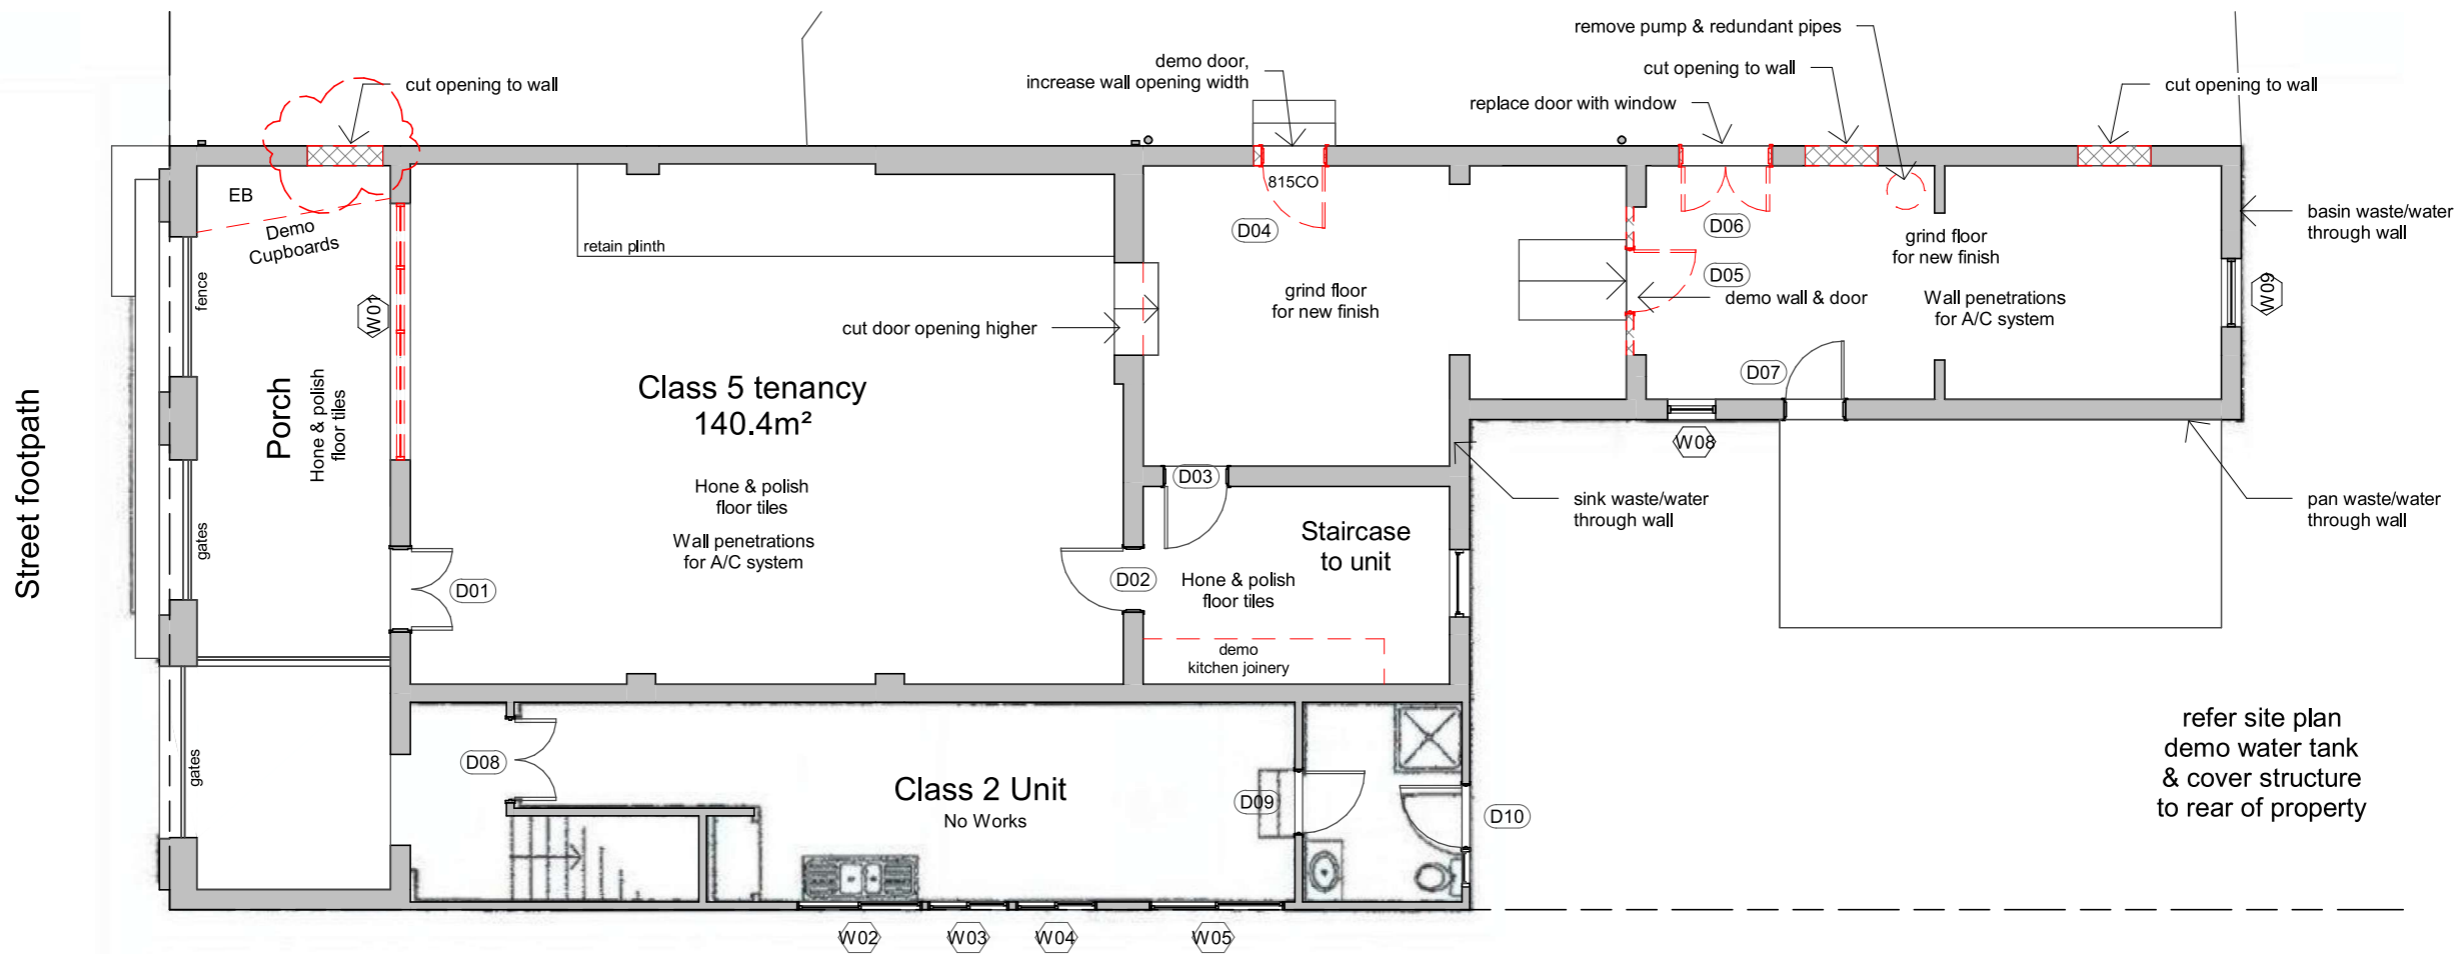 remove pump & redundant pipes
demo door,
increase wall opening width
cut opening to wall
cut opening to wall
cut opening to wall
replace door with window
EB
Demo
Cupboards
815CO
D04
D06
D05
retain plinth
fence
W01
grind floor
for new finish
grind floor
for new finish
basin waste/water
through wall
W09
demo wall & door
Wall penetrations
for A/C system
cut door opening higher
Street footpath
Porch
Hone & polish
floor tiles
Class 5 tenancy
140.4m²
D07
W08
Hone & polish
floor tiles
Wall penetrations
for A/C system
gates
D03
sink waste/water
through wall
pan waste/water
through wall
Staircase
to unit
D01
D02
Hone & polish
floor tiles
demo
kitchen joinery
gates
D08
Class 2 Unit
No Works
D09
D10
refer site plan
demo water tank
& cover structure
to rear of property
W02
W03
W04
W05